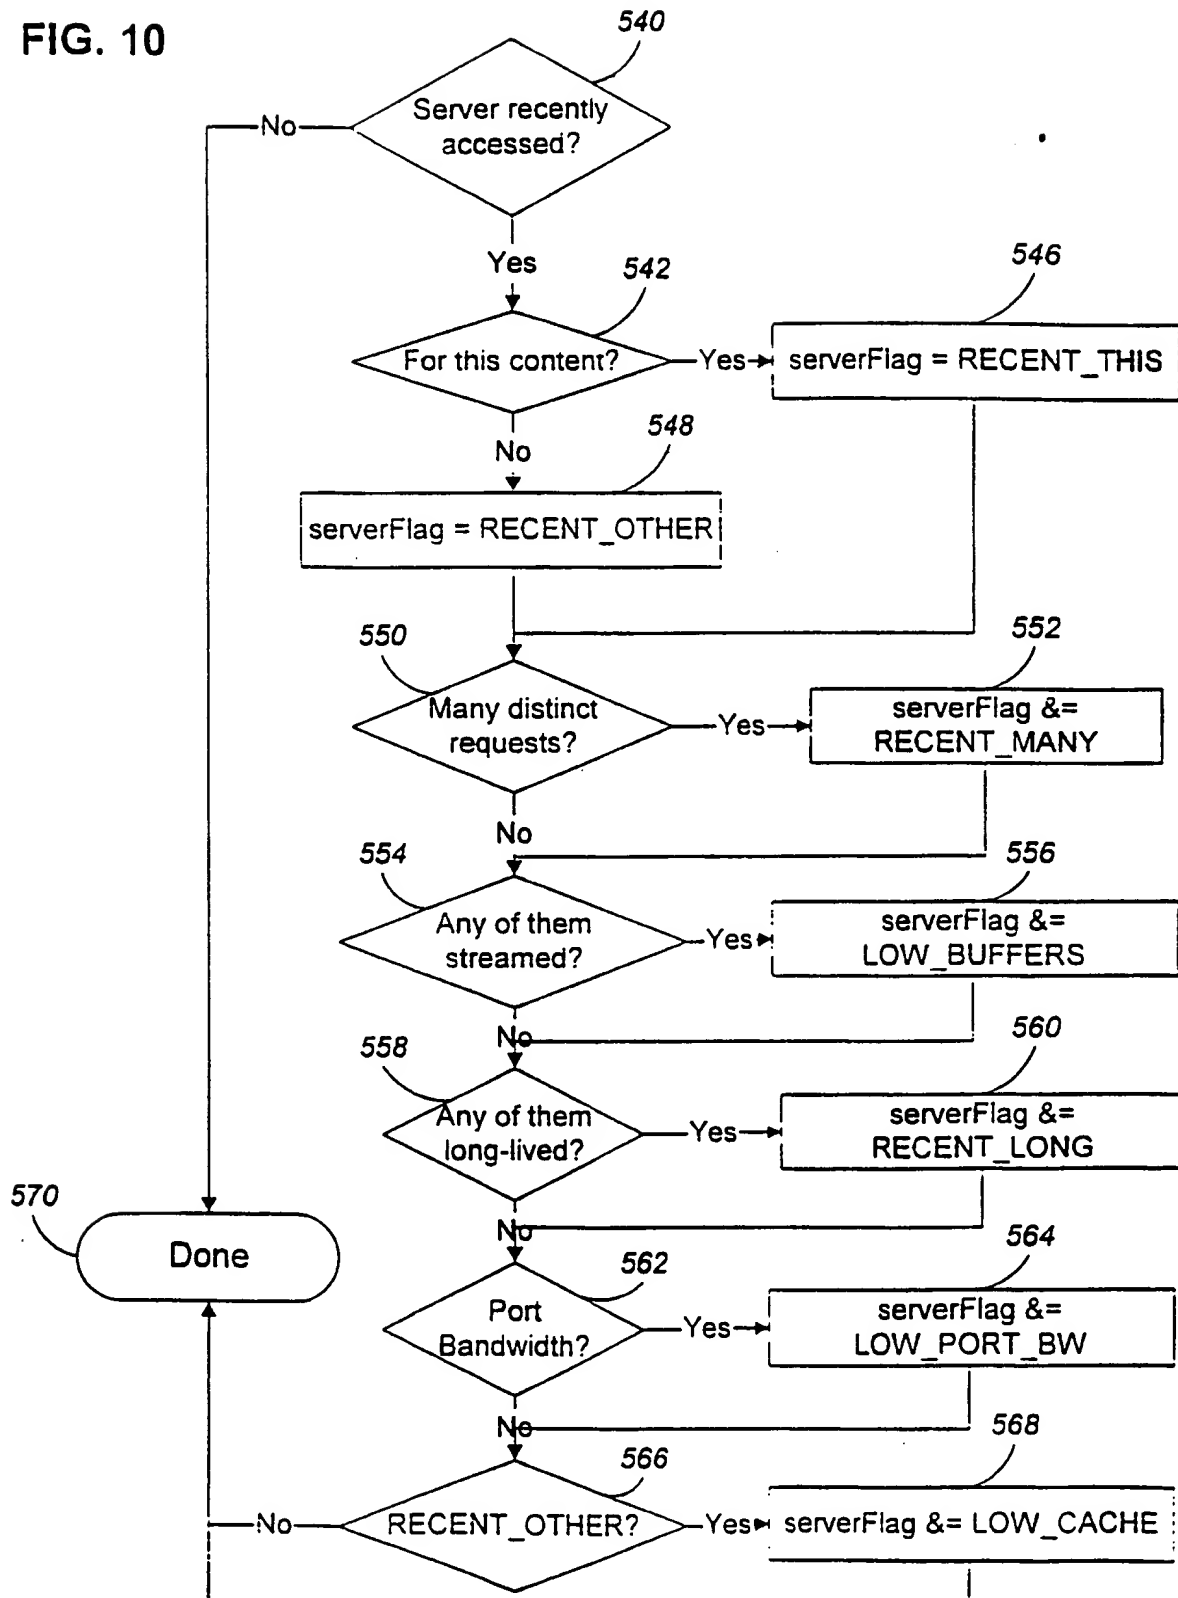 FIG. 10
540
Server recently
accessed?
No
Yes
542
546
For this content?
Yes
serverFlag = RECENT_THIS
No
548
serverFlag = RECENT_OTHER
550
552
Many distinct
requests?
Yes
serverFlag &=
RECENT_MANY
No
554
556
Any of them
streamed?
Yes
serverFlag &=
LOW_BUFFERS
No
558
560
Any of them
long-lived?
Yes
serverFlag &=
RECENT_LONG
570
Done
No
562
564
Port
Bandwidth?
Yes
serverFlag &=
LOW_PORT_BW
No
566
568
No
RECENT_OTHER?
Yes
serverFlag &= LOW_CACHE